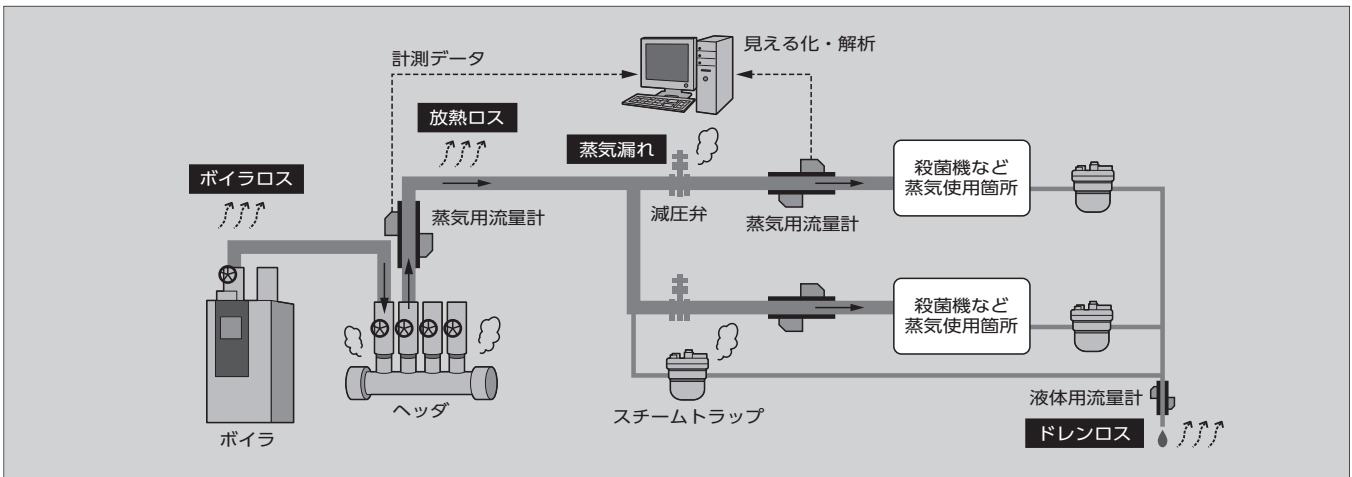 見える化・解析
計測データ
放熱ロス
蒸気漏れ
ボイラロス
殺菌機など
蒸気使用箇所
蒸気用流量計
減圧弁
蒸気用流量計
殺菌機など
蒸気使用箇所
ヘッダ
スチームトラップ
液体用流量計
ボイラ
ドレンロス